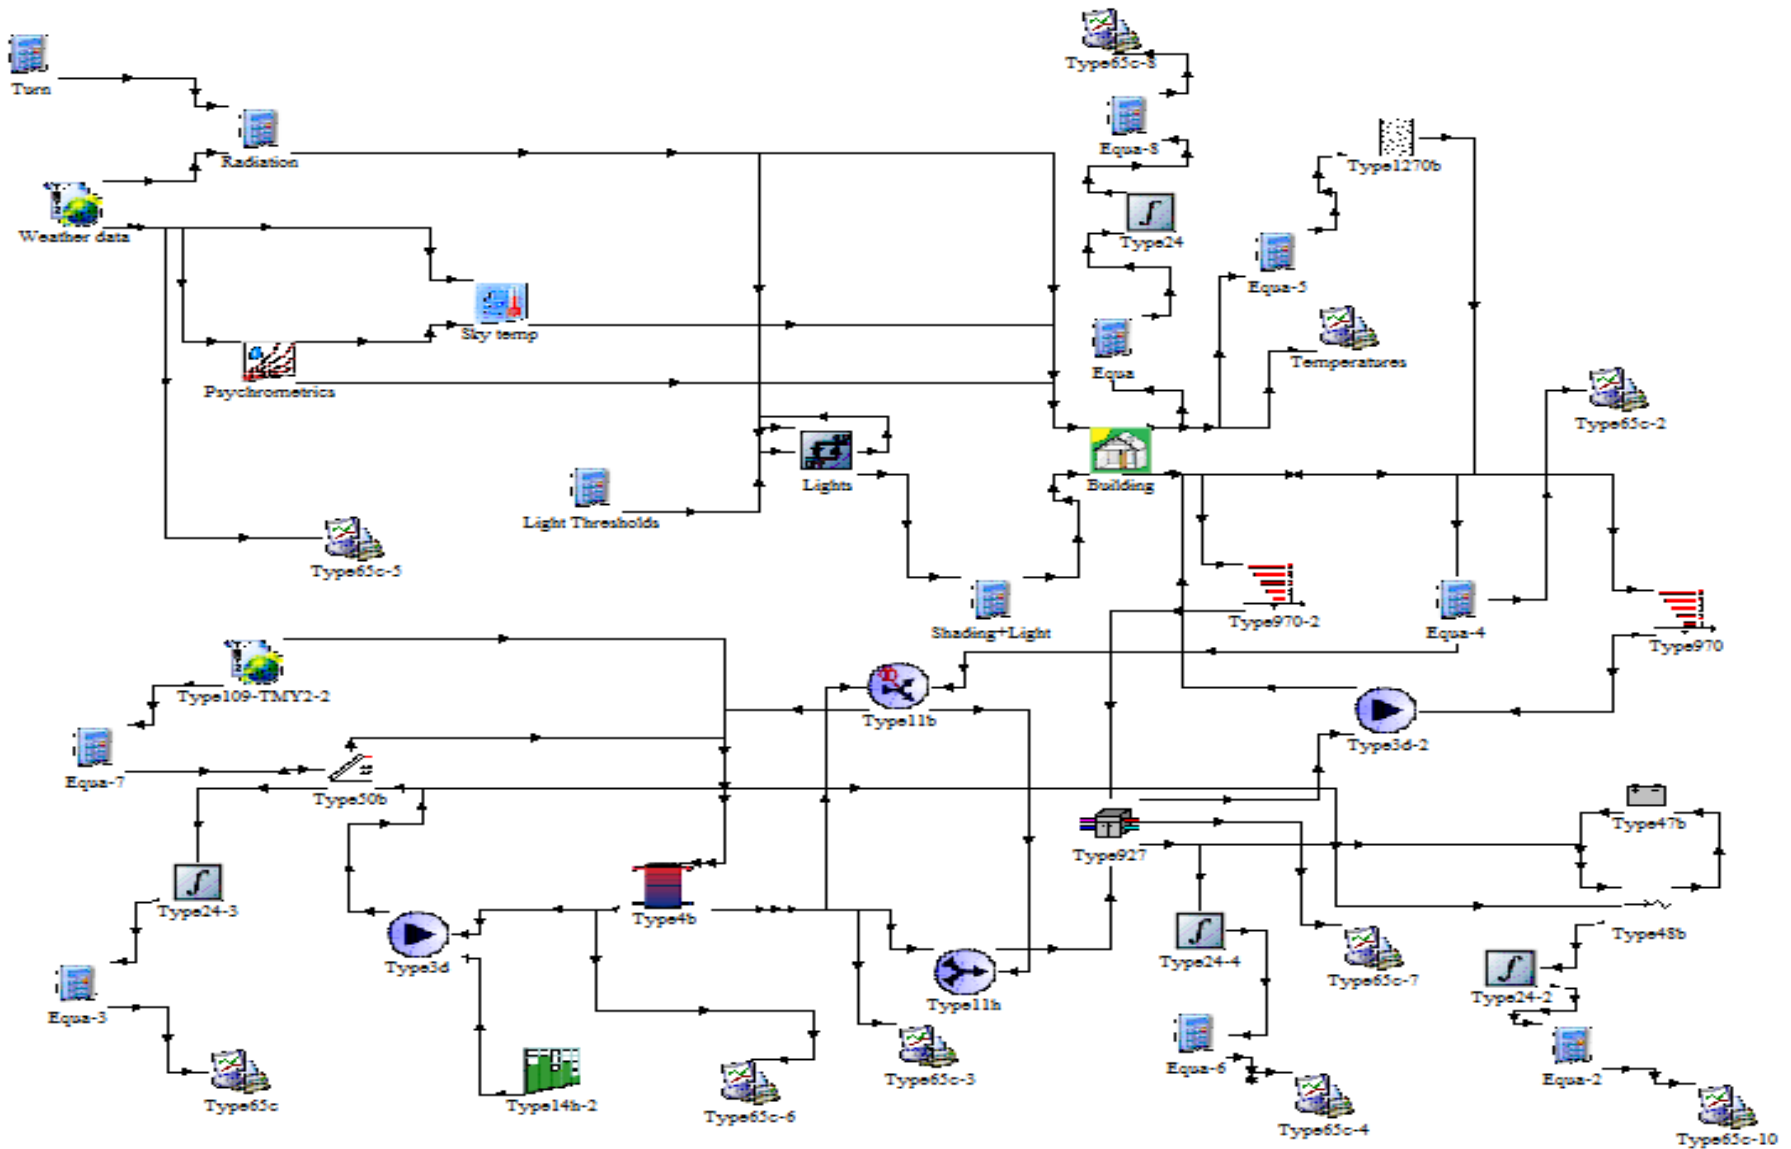 Type65c-8
Turn
Equa-8
Radiation
Type1270b
Weather data
Type24
Equa-5
Sky temp
Temperatures
Equa
Psychrometrics
Type65c-2
Lights
Building
Light Thresholds
Type65c-5
Type970-2
Shading+Light
Equa-4
Type970
Type109-TMY2-2
Type11b
Type3d-2
Equa-7
Type50b
Type47b
Type927
Type24-3
Type4b
Type48b
Type3d
Type24-4
Type65c-7
Type24-2
Type11h
Equa-3
Equa-6
Type65c-3
Equa-2
Type65c
Type14h-2
Type65c-6
Type65c-4
Type65c-10